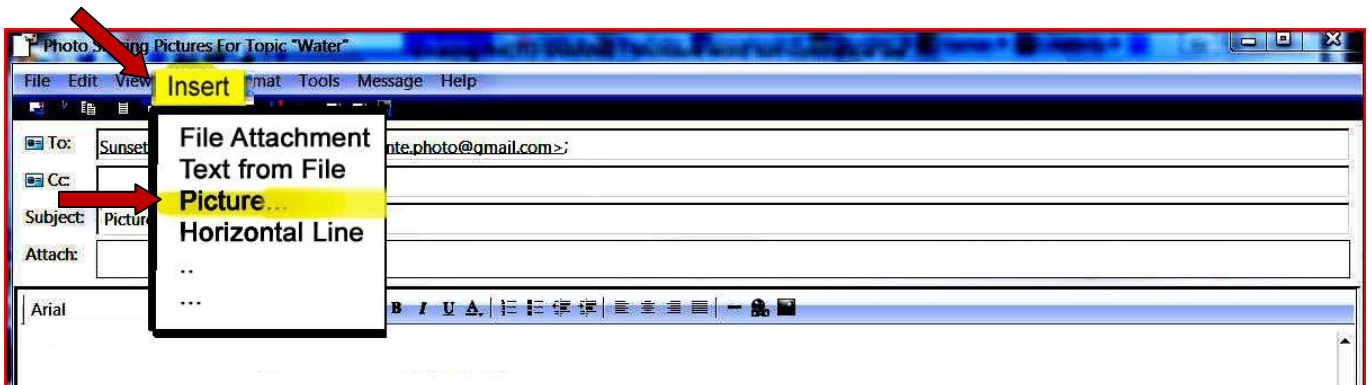 Photo Sharing Pictures For Topic "Water"
File Edit View Insert mat Tools Message Help
To: Sunset nte.photo@gmail.com>;
Cc:
Subject: Picture
Attach:
File Attachment
Text from File
Picture...
Horizontal Line
..
...
Arial B I U A